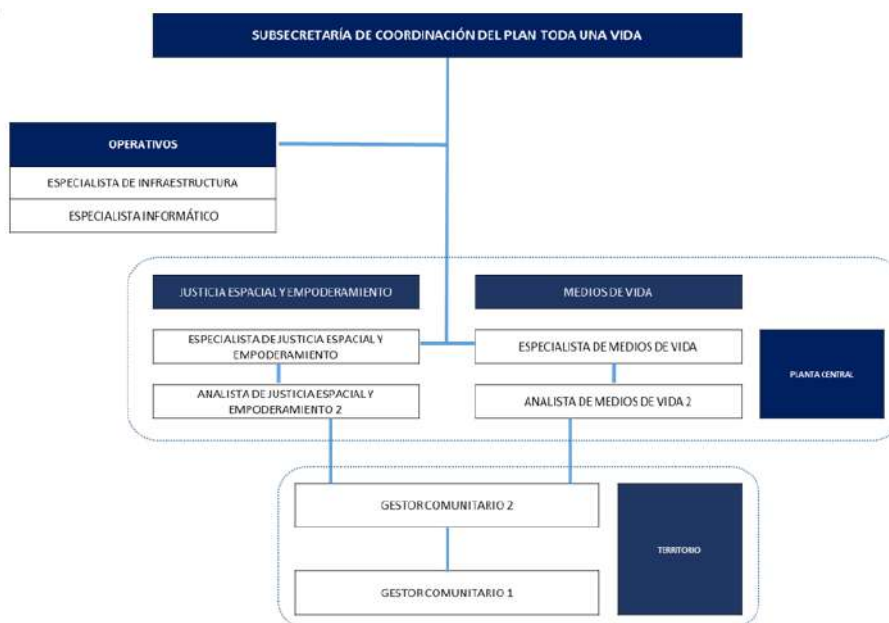 SUBSECRETARÍA DE COORDINACIÓN DEL PLAN TODA UNA VIDA
OPERATIVOS
ESPECIALISTA DE INFRAESTRUCTURA
ESPECIALISTA INFORMÁTICO
JUSTICIA ESPACIAL Y EMPODERAMIENTO
MEDIOS DE VIDA
ESPECIALISTA DE JUSTICIA ESPACIAL Y
EMPODERAMIENTO
ESPECIALISTA DE MEDIOS DE VIDA
PLANTA CENTRAL
ANALISTA DE JUSTICIA ESPACIAL Y
EMPODERAMIENTO 2
ANALISTA DE MEDIOS DE VIDA 2
GESTOR COMUNITARIO 2
TERRITORIO
GESTOR COMUNITARIO 1